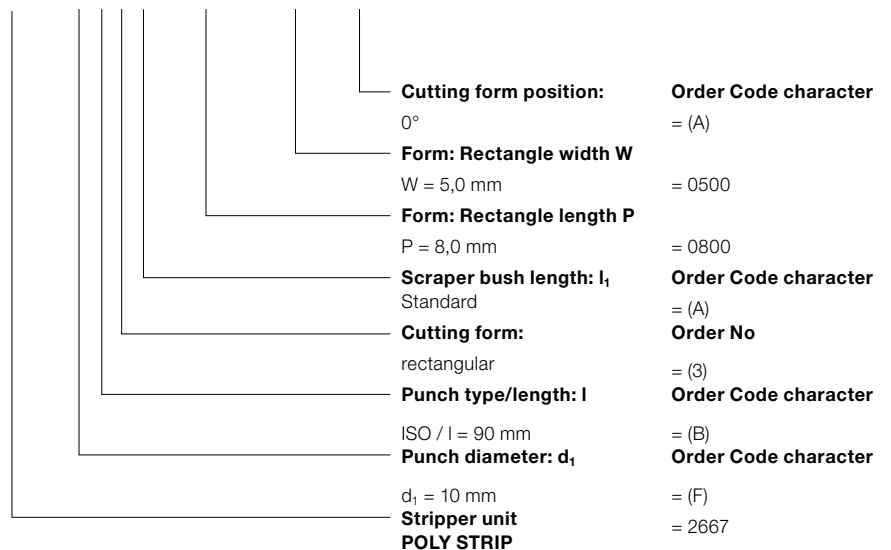 Cutting form position: Order Code character
0° = (A)
Form: Rectangle width W
W = 5,0 mm = 0500
Form: Rectangle length P
P = 8,0 mm = 0800
Scraper bush length: l₁ Order Code character
Standard = (A)
Cutting form: Order No
rectangular = (3)
Punch type/length: l Order Code character
ISO / l = 90 mm = (B)
Punch diameter: d₁ Order Code character
d₁ = 10 mm = (F)
Stripper unit = 2667
POLY STRIP